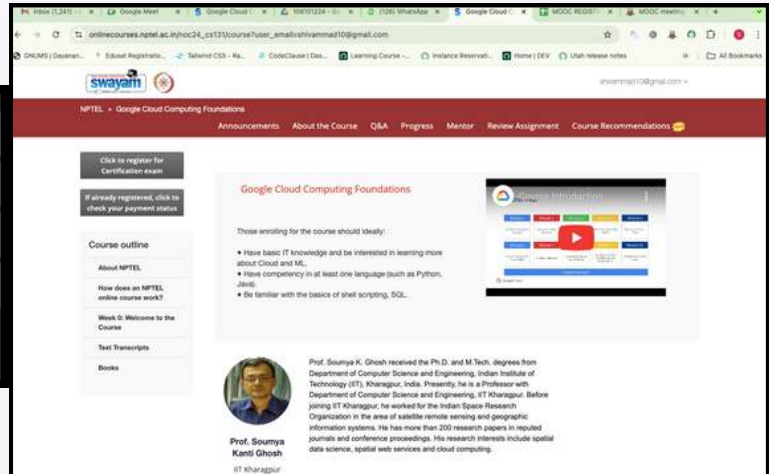 Inbox (1,241)
Google Meet
Google Cloud C
106101224 - Go
(126) WhatsApp
Google Cloud C
MOOC REGIST
MOOC meeting
onlinecourses.nptel.ac.in/noc24_cs131/course?user_email=shivammad10@gmail.com
GNUMS | Dayanan...
Eduset Registratio...
Tailwind CSS - Ra...
CodeClause | Das...
Learning Course -...
Instance Reservati...
Home | DEV
Utah release notes
All Bookmarks
swayam
shivammad10@gmail.com
NPTEL » Google Cloud Computing Foundations
Announcements About the Course Q&A Progress Mentor Review Assignment Course Recommendations
Click to register for
Certification exam
If already registered, click to
check your payment status
Course outline
About NPTEL
How does an NPTEL
online course work?
Week 0: Welcome to the
Course
Text Transcripts
Books
Google Cloud Computing Foundations
Those enrolling for the course should ideally:
• Have basic IT knowledge and be interested in learning more
about Cloud and ML.
• Have competency in at least one language (such as Python,
Java).
• Be familiar with the basics of shell scripting, SQL.
Course Introduction
Prof. Soumya
Kanti Ghosh
IIT Kharagpur
Prof. Soumya K. Ghosh received the Ph.D. and M.Tech. degrees from
Department of Computer Science and Engineering, Indian Institute of
Technology (IIT), Kharagpur, India. Presently, he is a Professor with
Department of Computer Science and Engineering, IIT Kharagpur. Before
joining IIT Kharagpur, he worked for the Indian Space Research
Organization in the area of satellite remote sensing and geographic
information systems. He has more than 200 research papers in reputed
journals and conference proceedings. His research interests include spatial
data science, spatial web services and cloud computing.